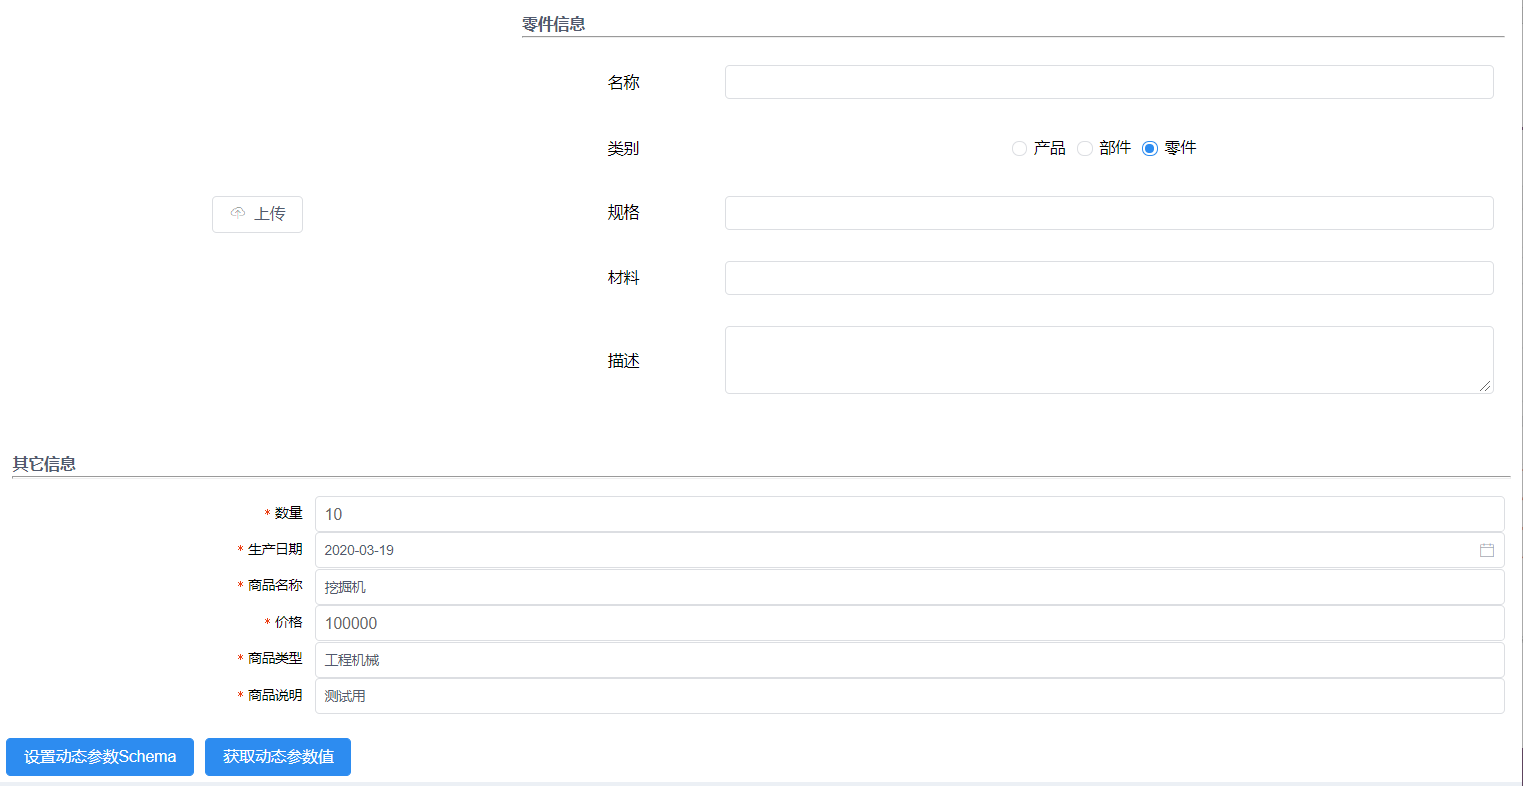 零件信息
名称
类别 产品 部件 零件
上传
规格
材料
描述
其它信息
* 数量 10
* 生产日期 2020-03-19
* 商品名称 挖掘机
* 价格 100000
* 商品类型 工程机械
* 商品说明 测试用
设置动态参数Schema 获取动态参数值